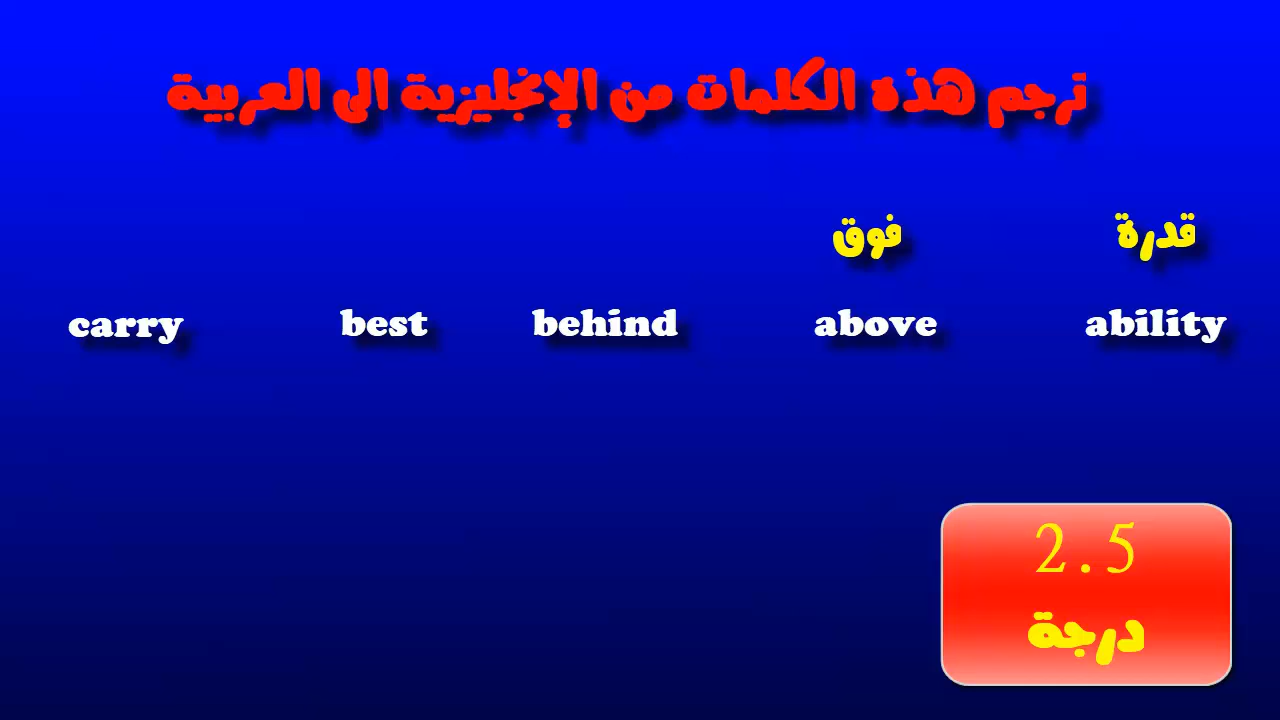 ترجم هذه الكلمات من الإنجليزية الى العربية
قدرة فوق
carry best behind above ability
2.5
درجة